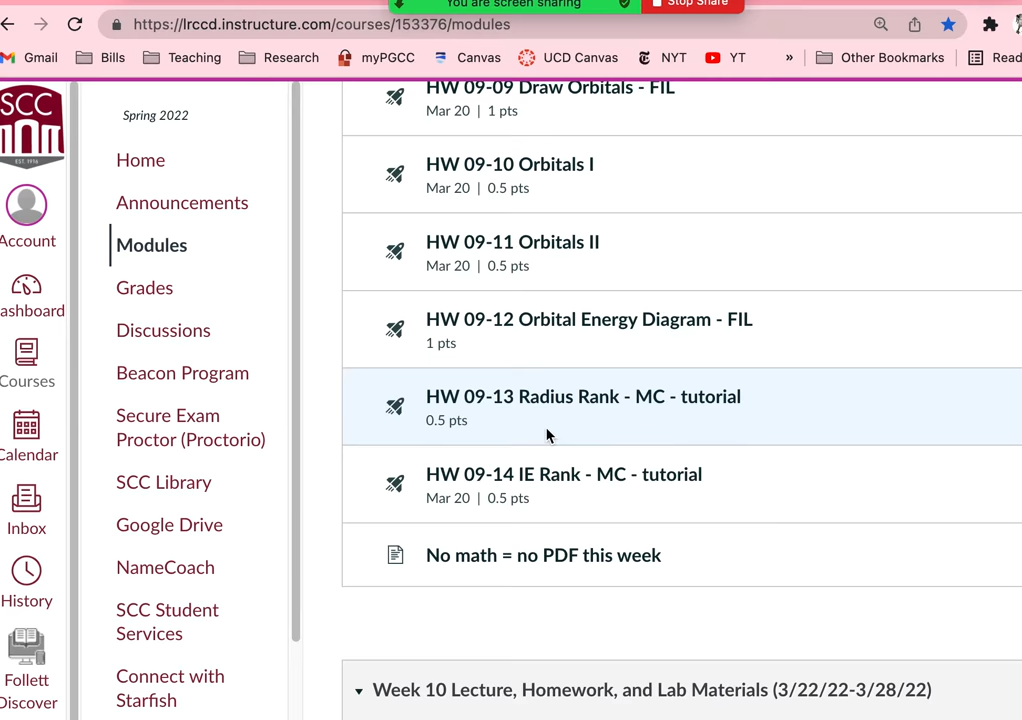 You are screen sharing
Stop Share
https://lrccd.instructure.com/courses/153376/modules
Gmail
Bills
Teaching
Research
myPGCC
Canvas
UCD Canvas
NYT
YT
»
Other Bookmarks
Read
SCC
EST. 1916
Account
ashboard
Courses
Calendar
Inbox
History
Follett
Discover
Spring 2022
Home
Announcements
Modules
Grades
Discussions
Beacon Program
Secure Exam
Proctor (Proctorio)
SCC Library
Google Drive
NameCoach
SCC Student
Services
Connect with
Starfish
HW 09-09 Draw Orbitals - FIL
Mar 20 | 1 pts
HW 09-10 Orbitals I
Mar 20 | 0.5 pts
HW 09-11 Orbitals II
Mar 20 | 0.5 pts
HW 09-12 Orbital Energy Diagram - FIL
1 pts
HW 09-13 Radius Rank - MC - tutorial
0.5 pts
HW 09-14 IE Rank - MC - tutorial
Mar 20 | 0.5 pts
No math = no PDF this week
Week 10 Lecture, Homework, and Lab Materials (3/22/22-3/28/22)